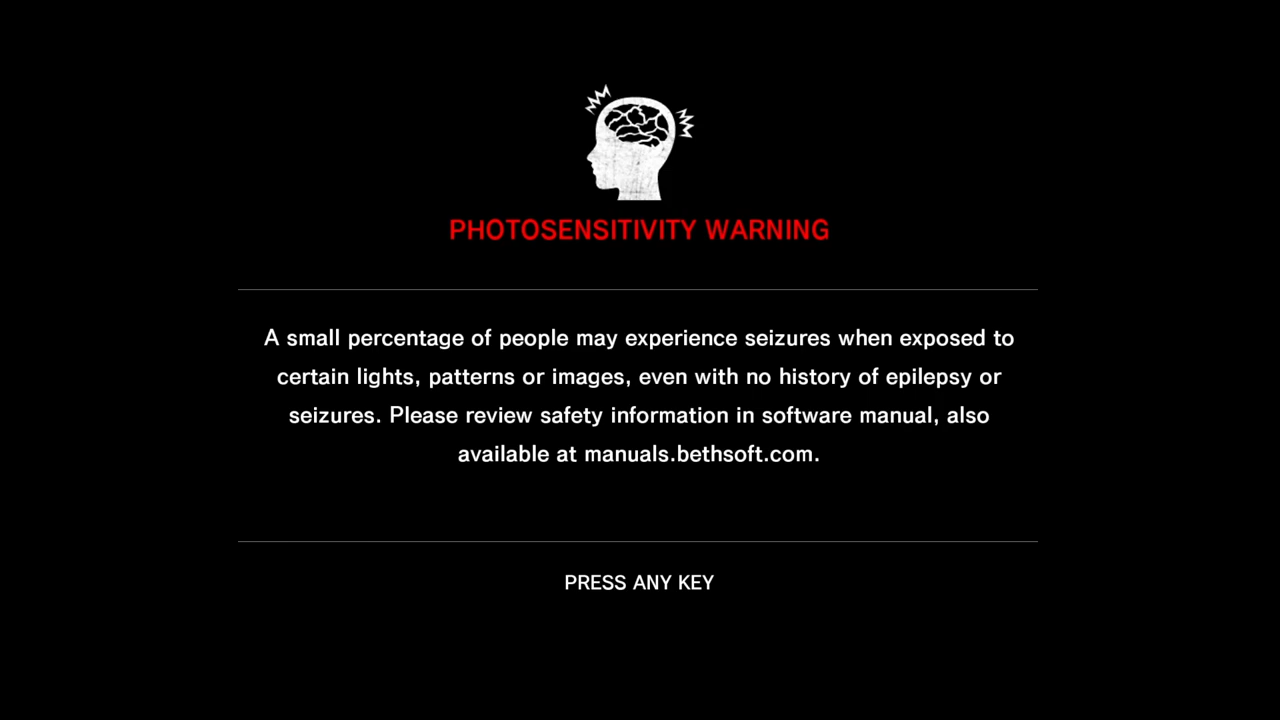 PHOTOSENSITIVITY WARNING
A small percentage of people may experience seizures when exposed to
certain lights, patterns or images, even with no history of epilepsy or
seizures. Please review safety information in software manual, also
available at manuals.bethsoft.com.
PRESS ANY KEY